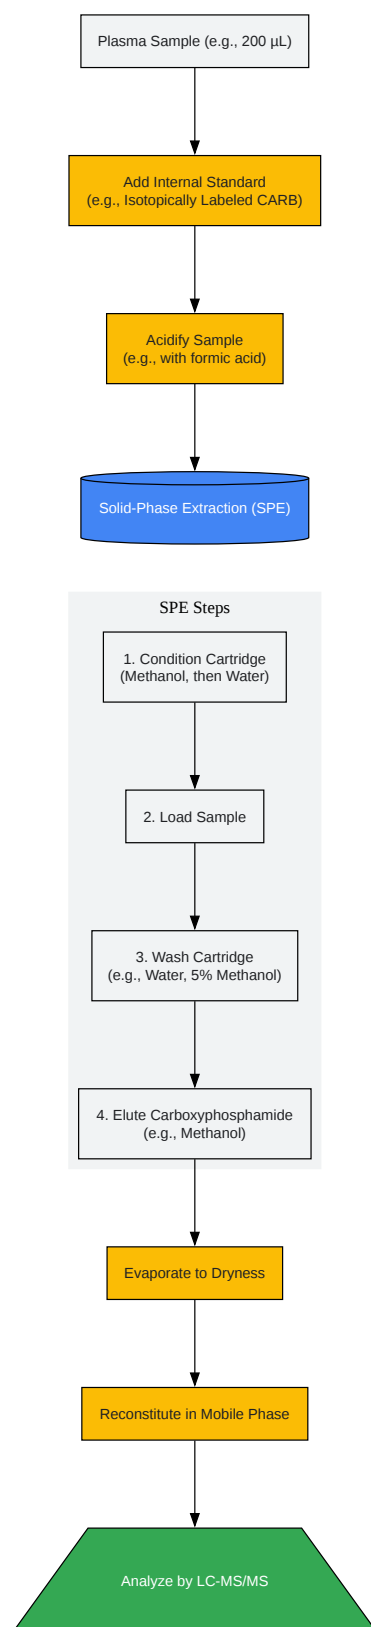 Plasma Sample (e.g., 200 µL)
Add Internal Standard
(e.g., Isotopically Labeled CARB)
Acidify Sample
(e.g., with formic acid)
Solid-Phase Extraction (SPE)
SPE Steps
1. Condition Cartridge
(Methanol, then Water)
2. Load Sample
3. Wash Cartridge
(e.g., Water, 5% Methanol)
4. Elute Carboxyphosphamide
(e.g., Methanol)
Evaporate to Dryness
Reconstitute in Mobile Phase
Analyze by LC-MS/MS